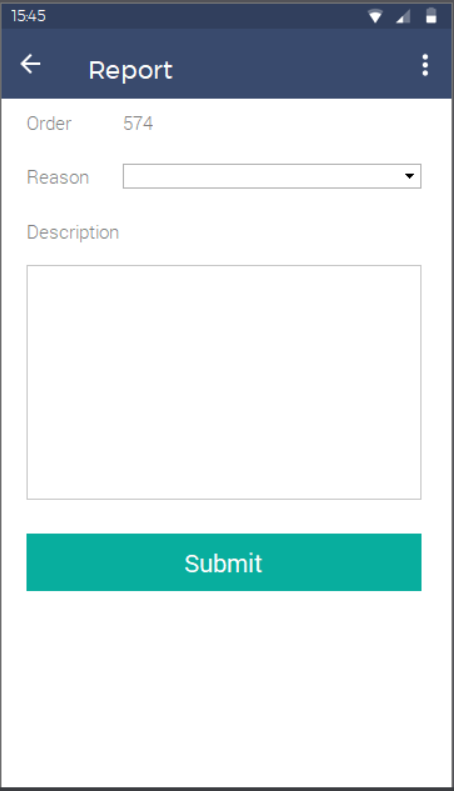 15:45
Report
Order 574
Reason
Description
Submit